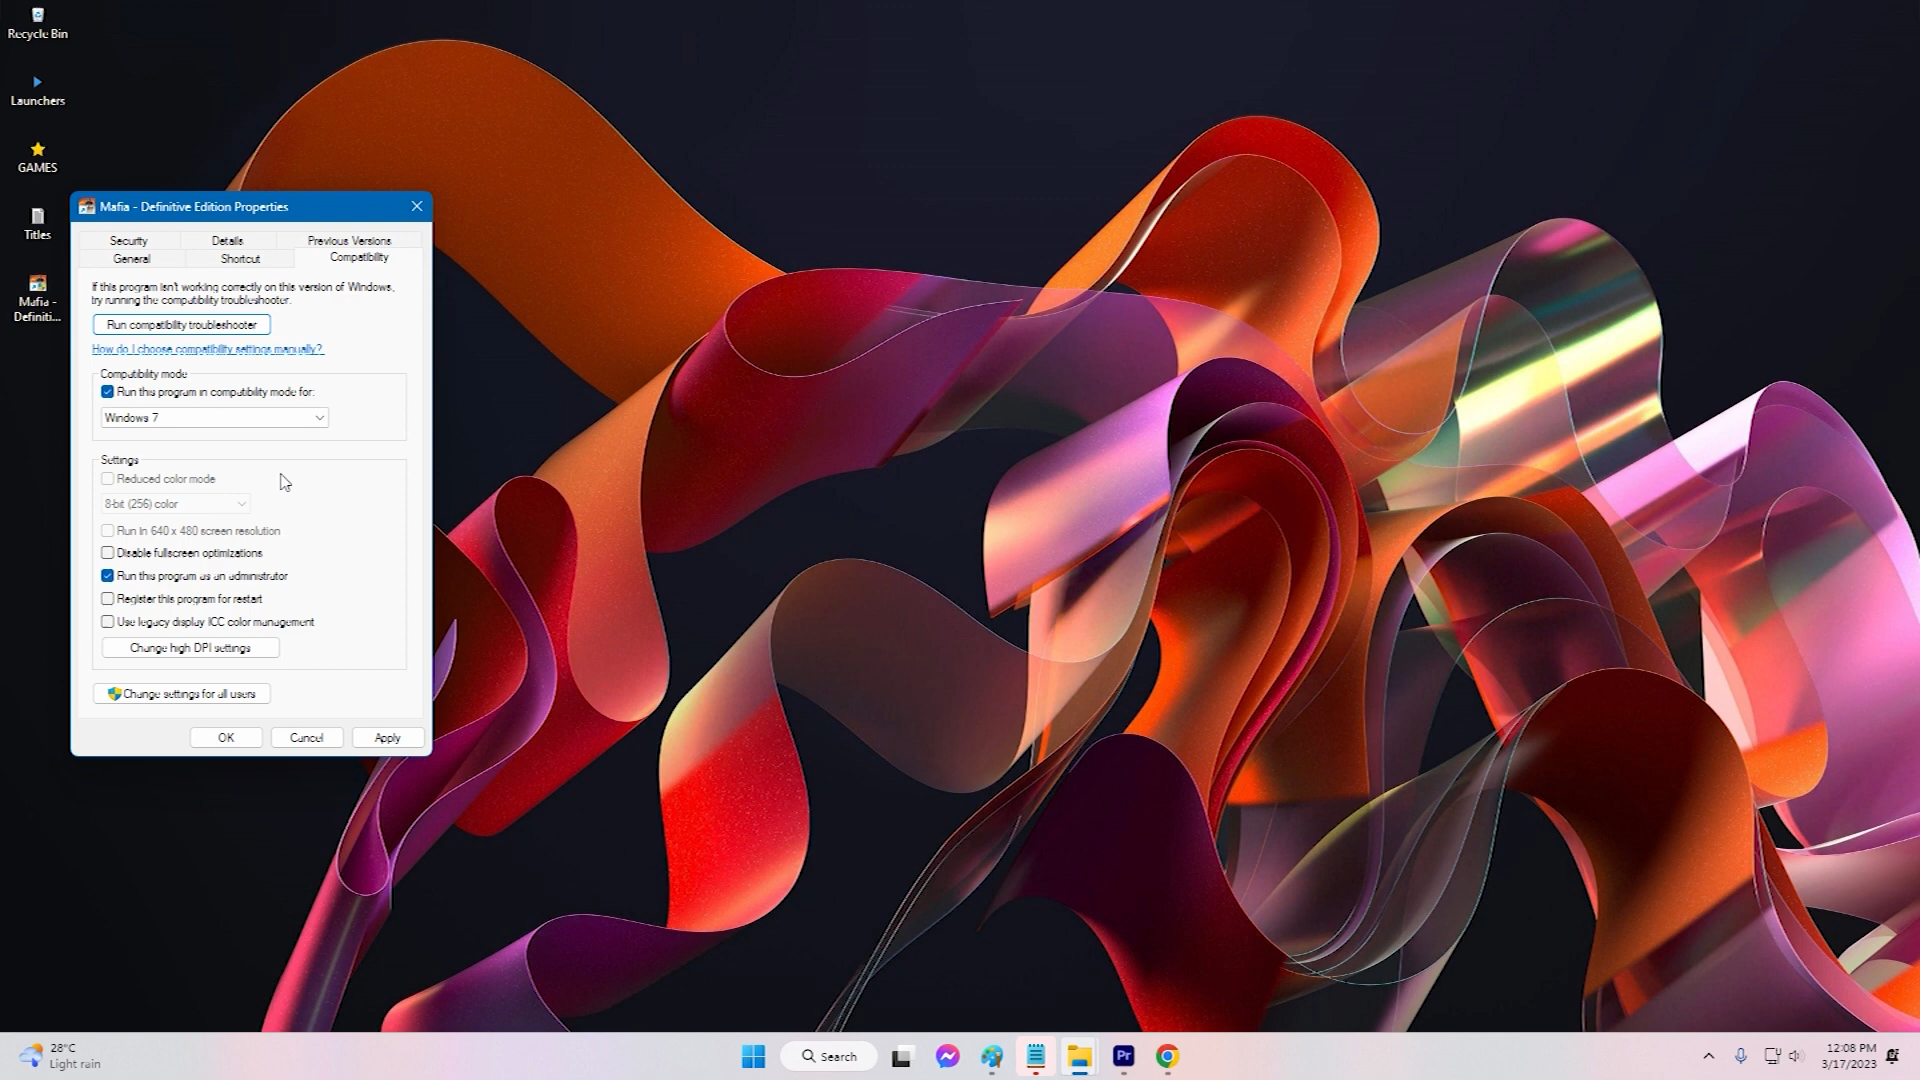 Recycle Bin
Launchers
GAMES
Titles
Mafia -
Definiti...
Mafia - Definitive Edition Properties
Security
Details
Previous Versions
General
Shortcut
Compatibility
If this program isn't working correctly on this version of Windows,
try running the compatibility troubleshooter.
Run compatibility troubleshooter
How do I choose compatibility settings manually?
Compatibility mode
Run this program in compatibility mode for:
Windows 7
Settings
Reduced color mode
8-bit (256) color
Run in 640 x 480 screen resolution
Disable fullscreen optimizations
Run this program as an administrator
Register this program for restart
Use legacy display ICC color management
Change high DPI settings
Change settings for all users
OK
Cancel
Apply
28°C
Light rain
Search
Pr
12:08 PM
3/17/2023